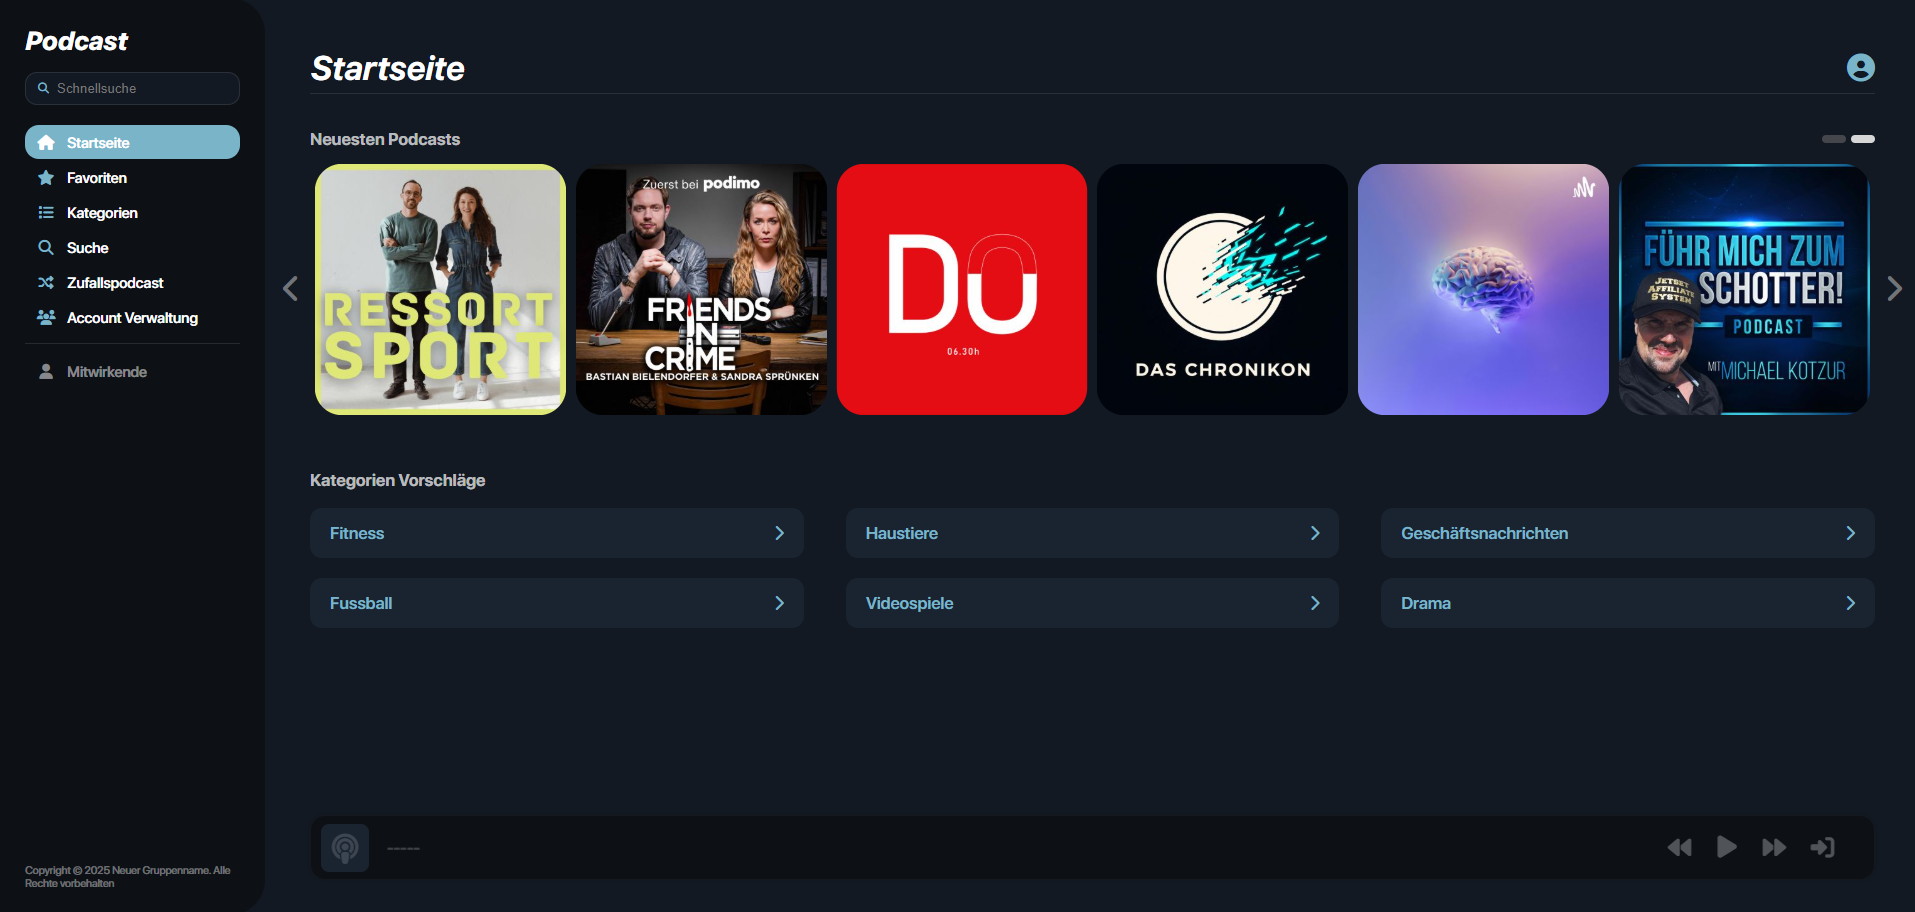 Podcast
Schnellsuche
Startseite
Favoriten
Kategorien
Suche
Zufallspodcast
Account Verwaltung
Mitwirkende
Copyright © 2025 Neuer Gruppenname. Alle
Rechte vorbehalten
Startseite
Neuesten Podcasts
RESSORT
SPORT
Zuerst bei podimo
FRIENDS
INE
CRIME
BASTIAN BIELENDORFER & SANDRA SPRÜNKEN
DU
06.30h
DAS CHRONIKON
FÜHR MICH ZUM
SCHOTTER!
JETSET
AFFILIATE
SYSTEM
PODCAST
MIT MICHAEL KOTZUR
Kategorien Vorschläge
Fitness
Haustiere
Geschäftsnachrichten
Fussball
Videospiele
Drama
-----